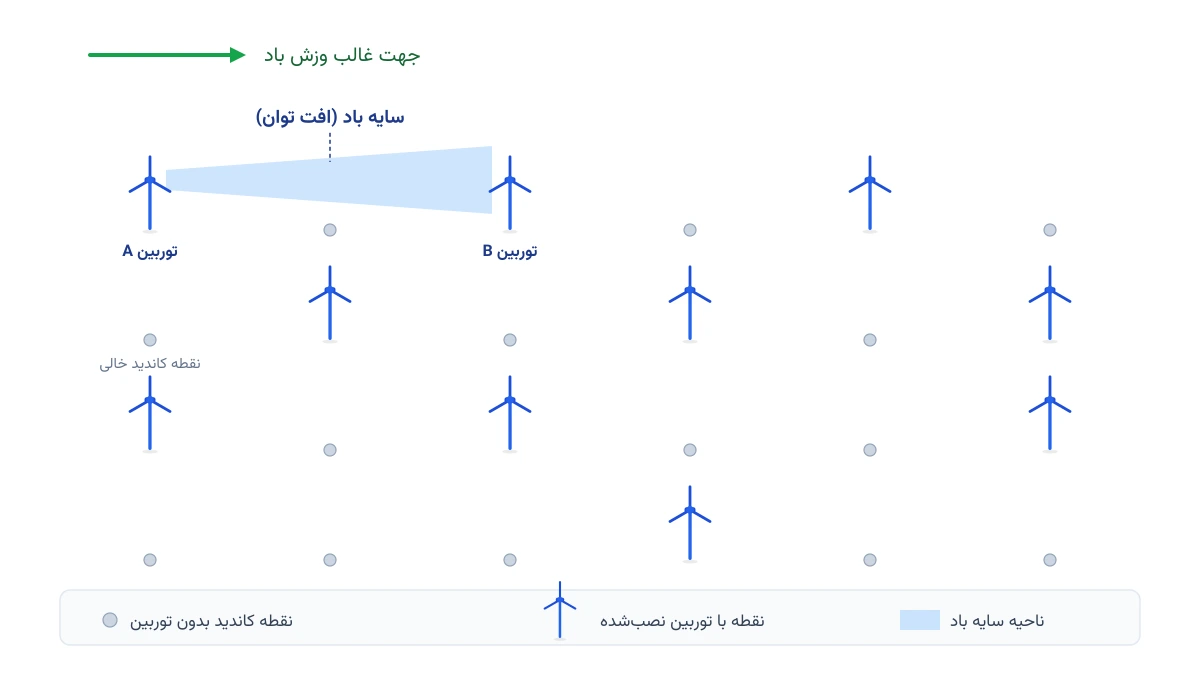 جهت غالب وزش باد
سایه باد (افت توان)
توربین A
توربین B
نقطه کاندید خالی
ناحیه سایه باد
نقطه با توربین نصب‌شده
نقطه کاندید بدون توربین